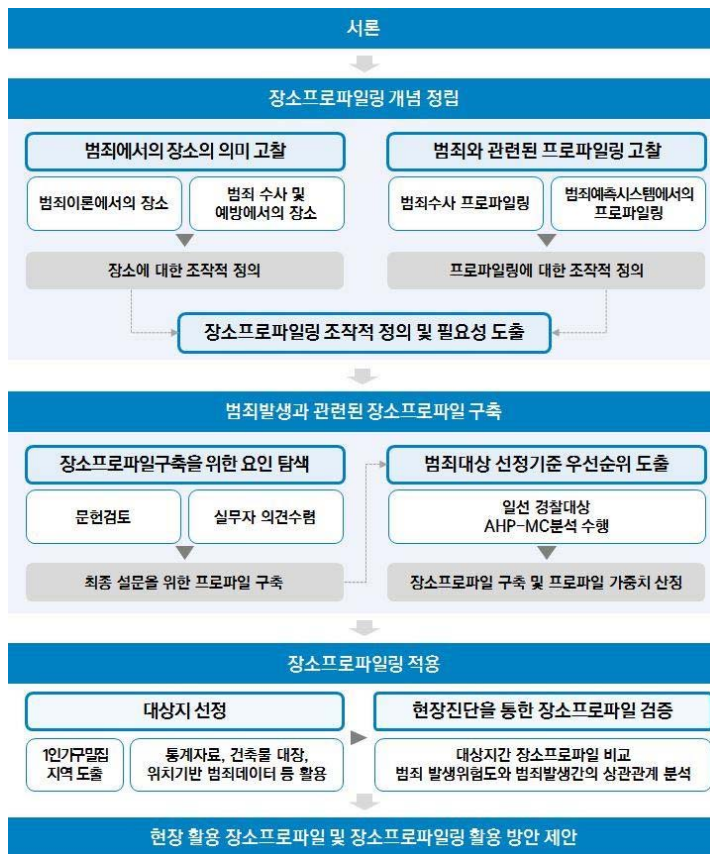 서론
장소프로파일링 개념 정립
범죄에서의 장소의 의미 고찰
범죄이론에서의 장소
범죄 수사 및
예방에서의 장소
장소에 대한 조작적 정의
범죄와 관련된 프로파일링 고찰
범죄수사 프로파일링
범죄예측시스템에서의
프로파일링
프로파일링에 대한 조작적 정의
장소프로파일링 조작적 정의 및 필요성 도출
범죄발생과 관련된 장소프로파일 구축
장소프로파일구축을 위한 요인 탐색
문헌검토
실무자 의견수렴
최종 설문을 위한 프로파일 구축
범죄대상 선정기준 우선순위 도출
일선 경찰대상
AHP-MC분석 수행
장소프로파일 구축 및 프로파일 가중치 산정
장소프로파일링 적용
대상지 선정
1인가구밀집
지역 도출
통계자료, 건축물 대장,
위치기반 범죄데이터 등 활용
현장진단을 통한 장소프로파일 검증
대상지간 장소프로파일 비교
범죄 발생위험도와 범죄발생간의 상관관계 분석
현장 활용 장소프로파일 및 장소프로파일링 활용 방안 제안